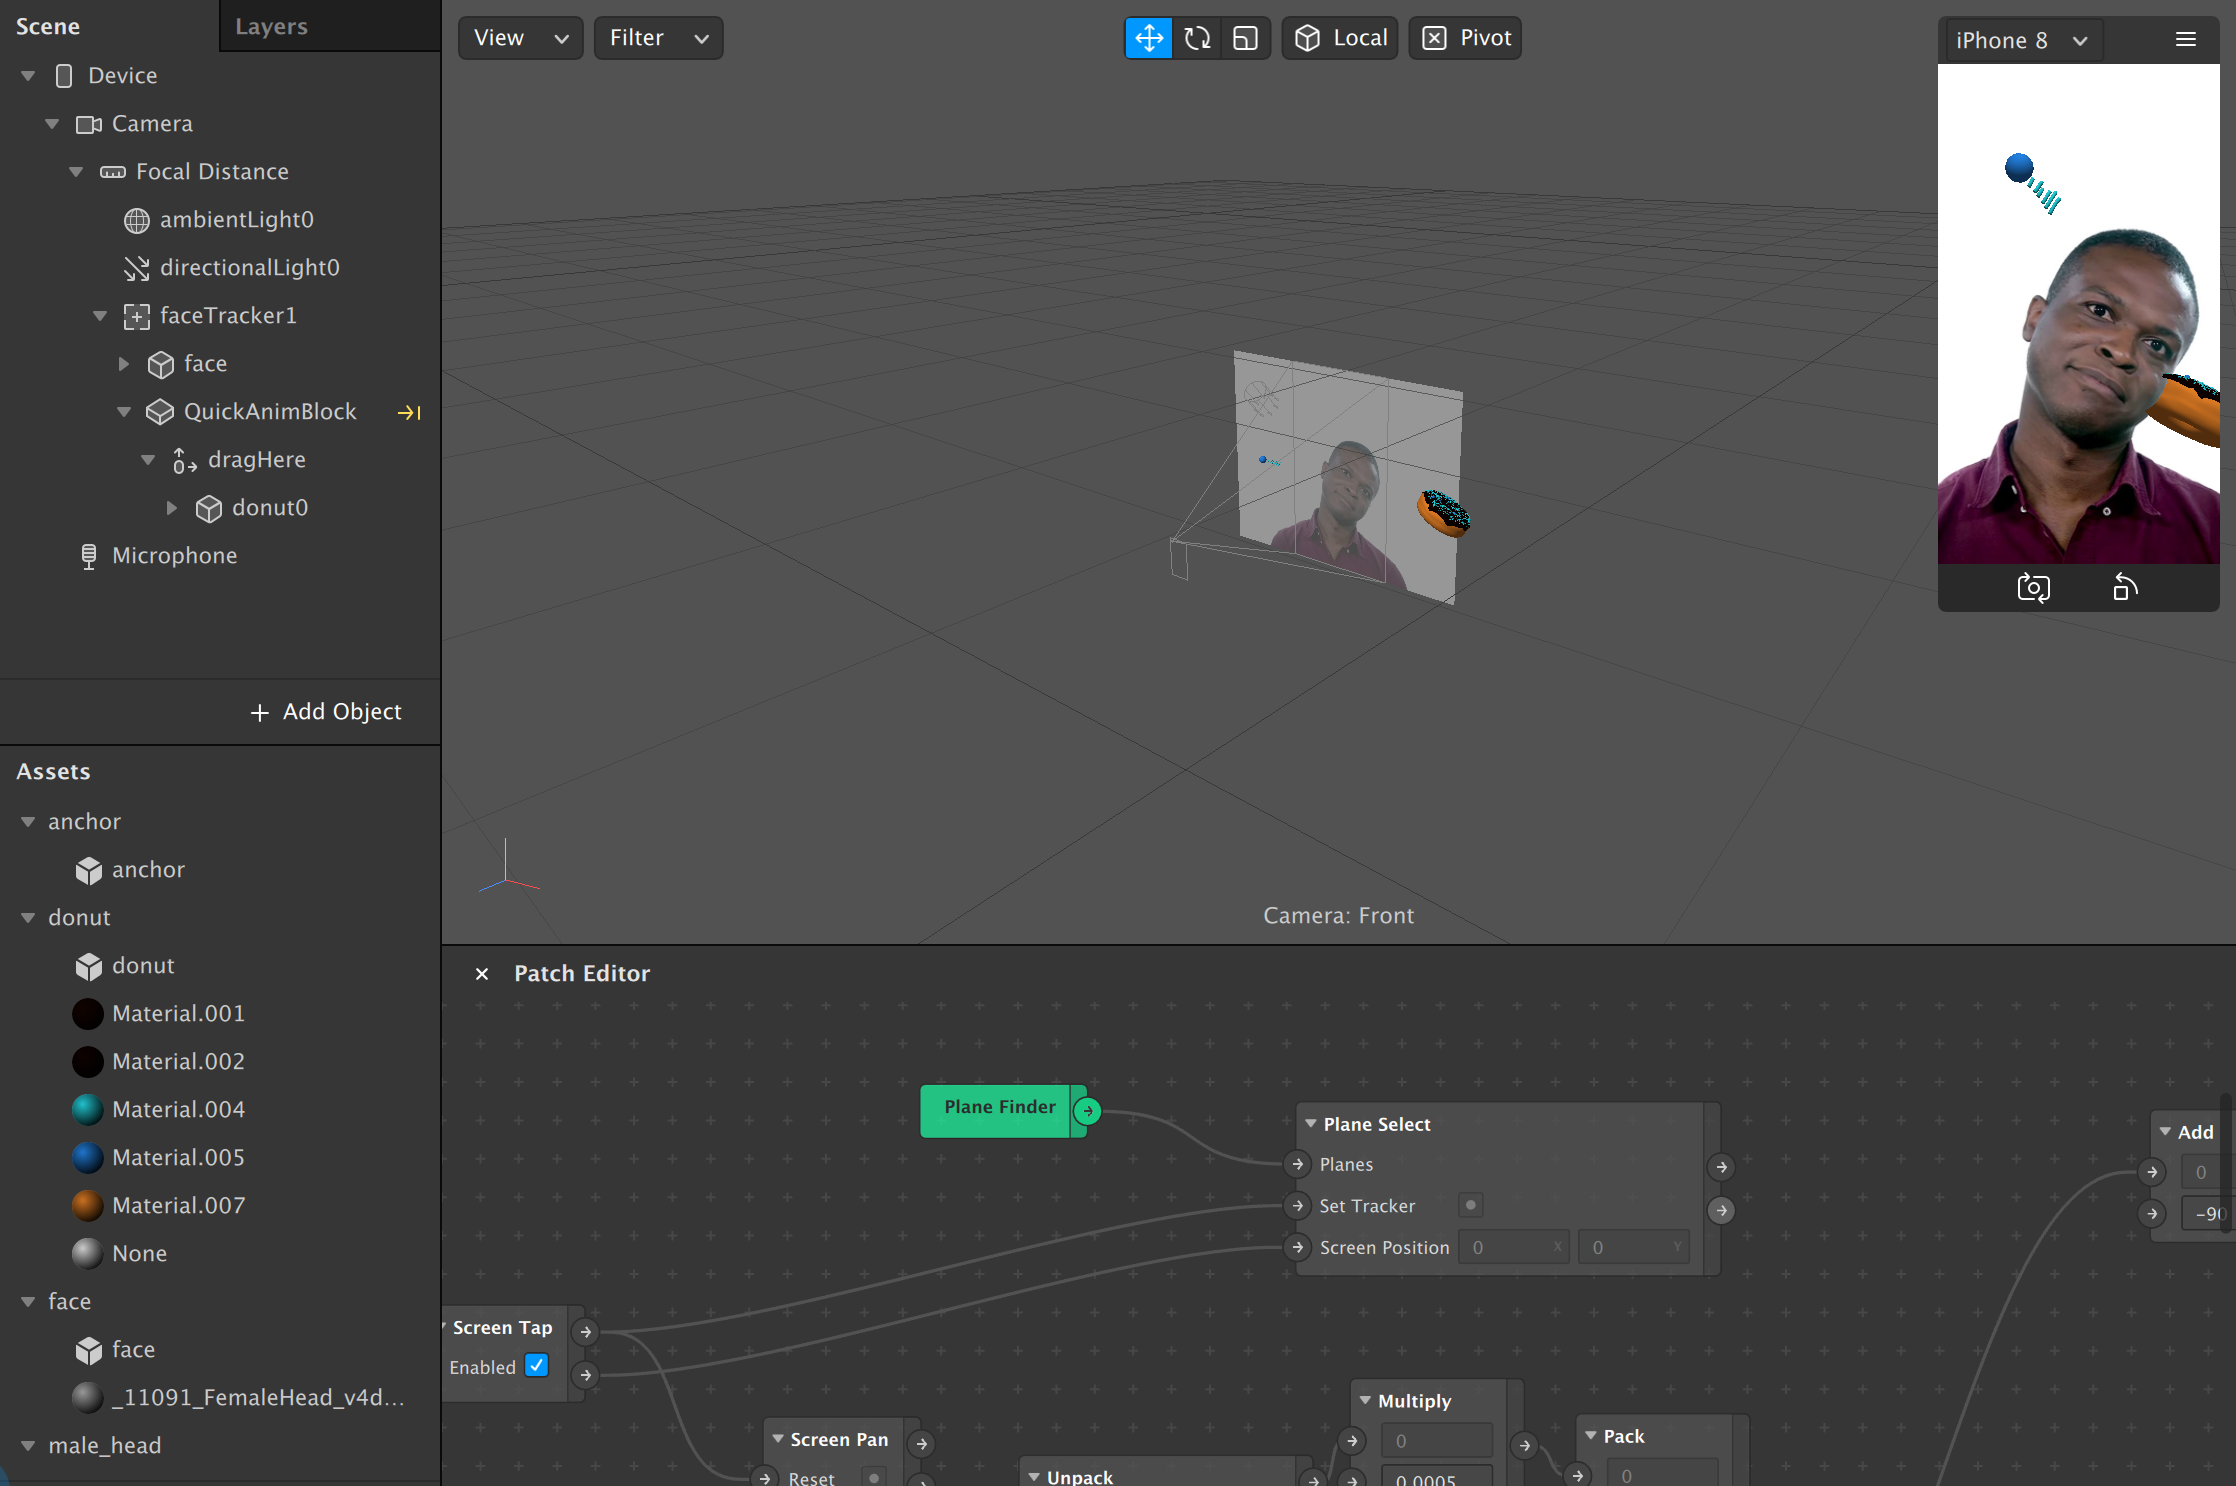 Scene
Layers
Device
Camera
Focal Distance
ambientLight0
directionalLight0
faceTracker1
face
QuickAnimBlock
dragHere
donut0
Microphone
+ Add Object
Assets
anchor
anchor
donut
donut
Material.001
Material.002
Material.004
Material.005
Material.007
None
face
face
_11091_FemaleHead_v4d...
male_head
View
Filter
Local
Pivot
iPhone 8
Camera: Front
× Patch Editor
Plane Finder
Plane Select
Planes
Set Tracker
Screen Position 0 X 0 Y
Add
0
-90
Screen Tap
Enabled
Screen Pan
Reset
Unpack
Multiply
0
0.0005
Pack
0